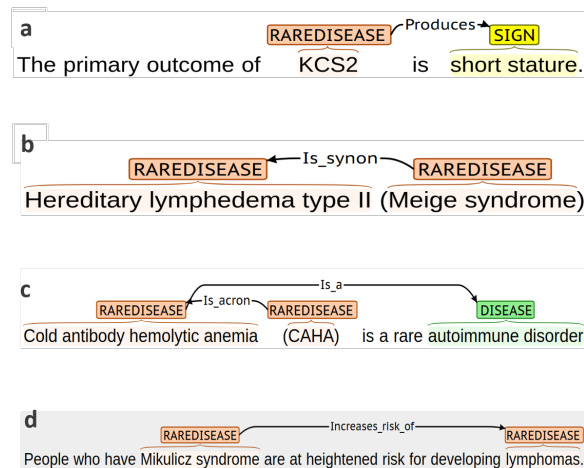 a
RAREDISEASE Produces SIGN
The primary outcome of KCS2 is short stature.
b
RAREDISEASE Is_synon RAREDISEASE
Hereditary lymphedema type II (Meige syndrome)
c
Is_a
RAREDISEASE Is_acron RAREDISEASE DISEASE
Cold antibody hemolytic anemia (CAHA) is a rare autoimmune disorder
d
RAREDISEASE Increases_risk_of RAREDISEASE
People who have Mikulicz syndrome are at heightened risk for developing lymphomas.